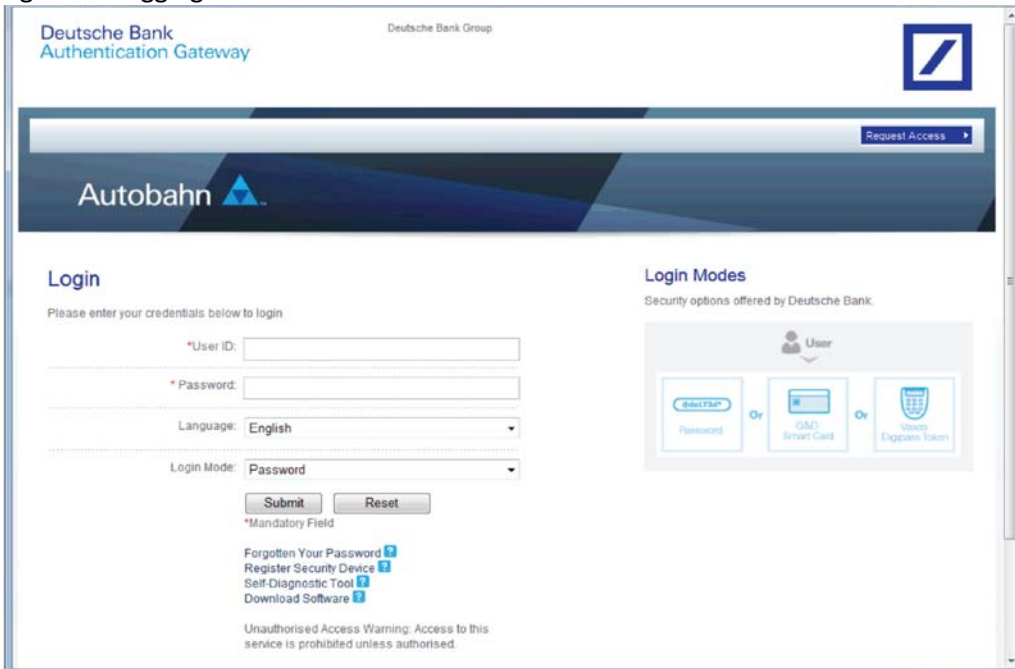 Deutsche Bank
Authentication Gateway
Deutsche Bank Group
Request Access
Autobahn
Login
Please enter your credentials below to login
*User ID:
* Password:
Language: English
Login Mode: Password
Submit Reset
*Mandatory Field
Forgotten Your Password ?
Register Security Device ?
Self-Diagnostic Tool ?
Download Software ?
Unauthorised Access Warning: Access to this
service is prohibited unless authorised.
Login Modes
Security options offered by Deutsche Bank.
User
Or Or
Password
G&D
Smart Card
Vasco
Digipass Token